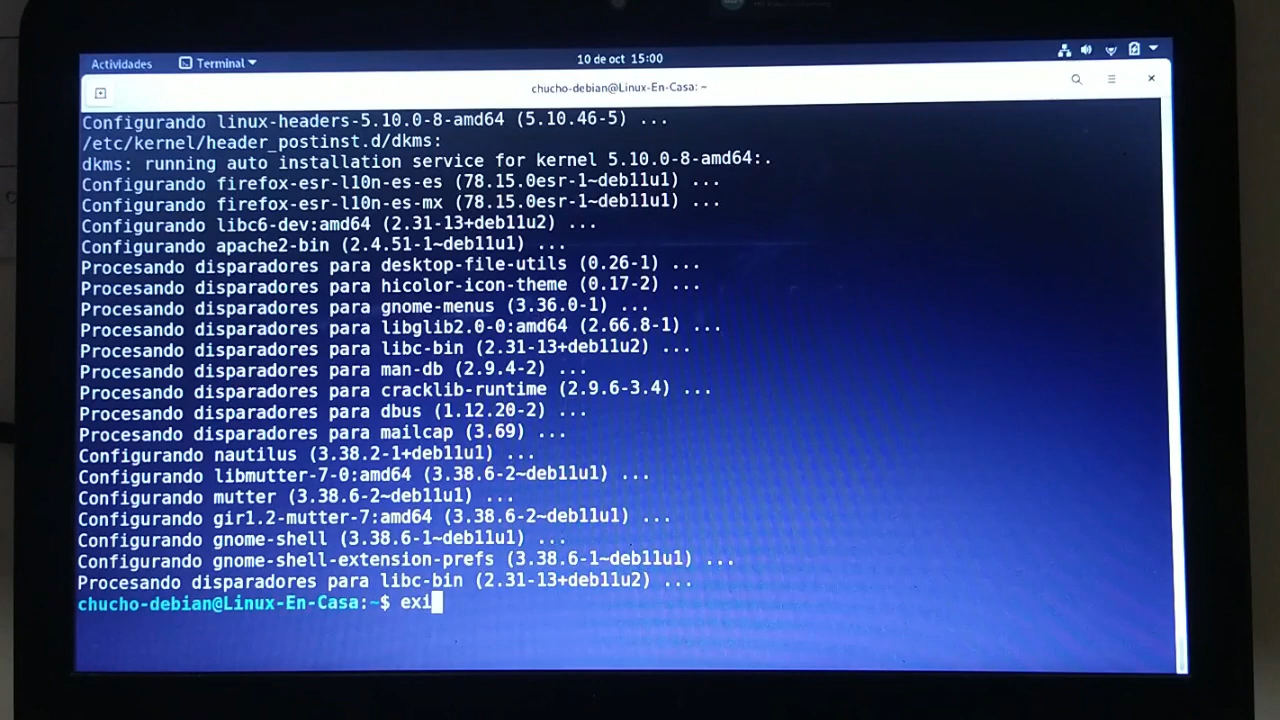 Actividades Terminal 10 de oct 15:00
chucho-debian@Linux-En-Casa: ~
Configurando linux-headers-5.10.0-8-amd64 (5.10.46-5) ...
/etc/kernel/header_postinst.d/dkms:
dkms: running auto installation service for kernel 5.10.0-8-amd64:.
Configurando firefox-esr-l10n-es-es (78.15.0esr-1~deb11u1) ...
Configurando firefox-esr-l10n-es-mx (78.15.0esr-1~deb11u1) ...
Configurando libc6-dev:amd64 (2.31-13+deb11u2) ...
Configurando apache2-bin (2.4.51-1~deb11u1) ...
Procesando disparadores para desktop-file-utils (0.26-1) ...
Procesando disparadores para hicolor-icon-theme (0.17-2) ...
Procesando disparadores para gnome-menus (3.36.0-1) ...
Procesando disparadores para libglib2.0-0:amd64 (2.66.8-1) ...
Procesando disparadores para libc-bin (2.31-13+deb11u2) ...
Procesando disparadores para man-db (2.9.4-2) ...
Procesando disparadores para cracklib-runtime (2.9.6-3.4) ...
Procesando disparadores para dbus (1.12.20-2) ...
Procesando disparadores para mailcap (3.69) ...
Configurando nautilus (3.38.2-1+deb11u1) ...
Configurando libmutter-7-0:amd64 (3.38.6-2~deb11u1) ...
Configurando mutter (3.38.6-2~deb11u1) ...
Configurando gir1.2-mutter-7:amd64 (3.38.6-2~deb11u1) ...
Configurando gnome-shell (3.38.6-1~deb11u1) ...
Configurando gnome-shell-extension-prefs (3.38.6-1~deb11u1) ...
Procesando disparadores para libc-bin (2.31-13+deb11u2) ...
chucho-debian@Linux-En-Casa:~$ exi